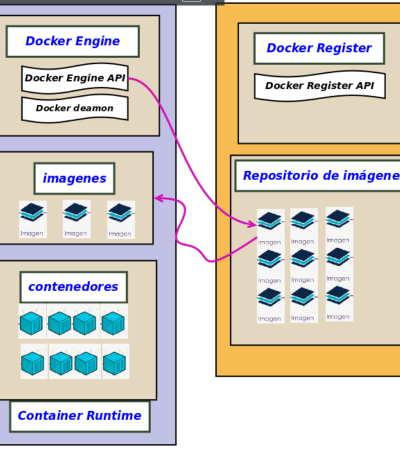 Docker Engine
Docker Engine API
Docker deamon
imagenes
Imagen Imagen Imagen
contenedores
Container Runtime
Docker Register
Docker Register API
Repositorio de imágene
Imagen Imagen Imagen
Imagen Imagen Imagen
Imagen Imagen Imagen